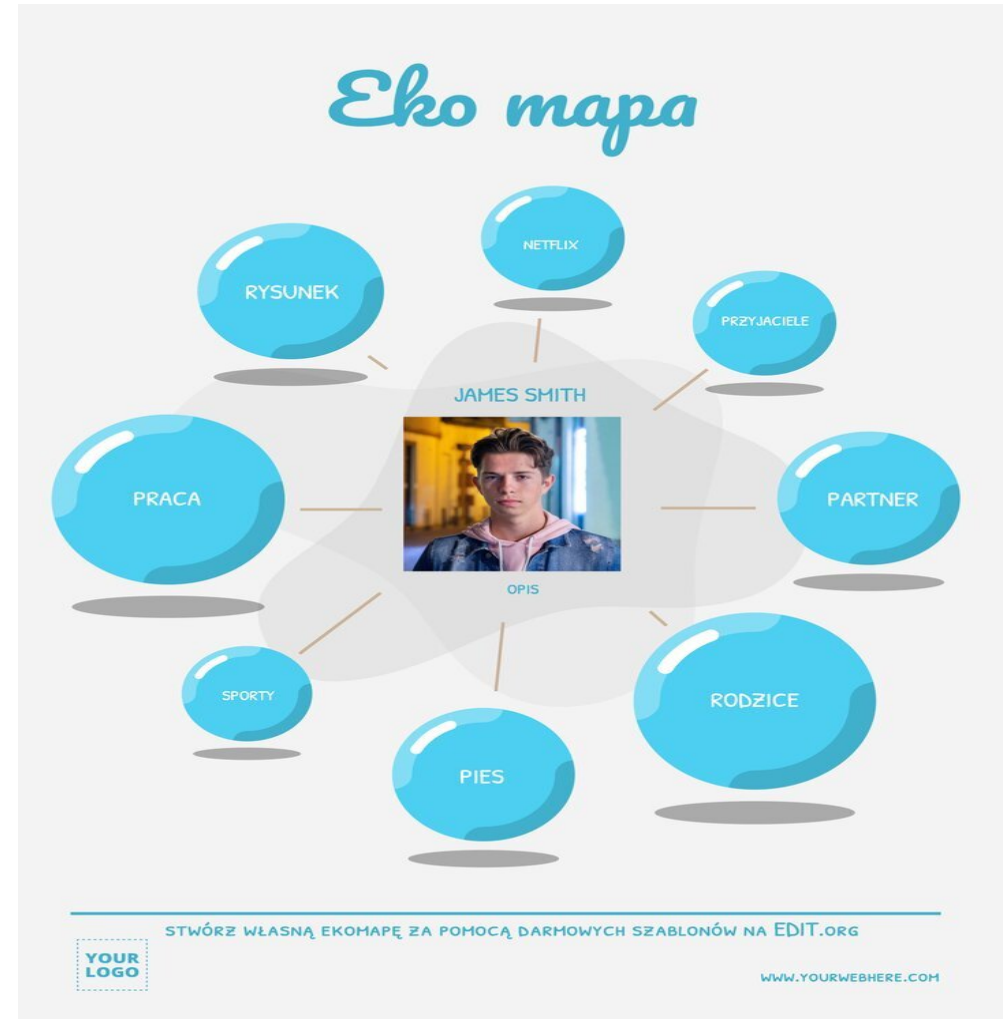 Eko mapa
NETFLIX
RYSUNEK
PRZYJACIELE
JAMES SMITH
PRACA
PARTNER
OPIS
SPORTY
RODZICE
PIES
STWÓRZ WŁASNĄ EKOMAPĘ ZA POMOCĄ DARMOWYCH SZABLONÓW NA EDIT.ORG
YOUR
LOGO
WWW.YOURWEBHERE.COM